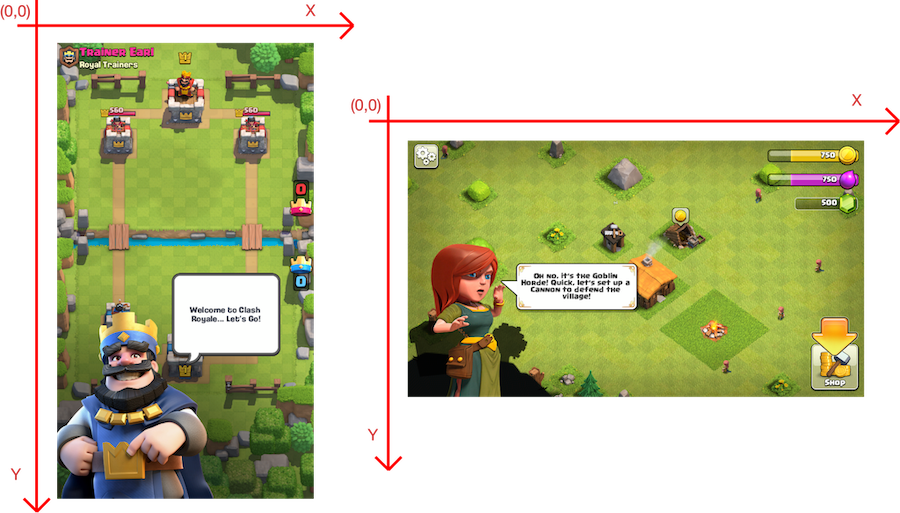 (0,0)
X
Trainer Earl
Royal Trainers
560
560
0
0
Welcome to Clash
Royale... Let's Go!
Y
(0,0)
X
750
750
500
Oh no, it's the Goblin
Horde! Quick, let's set up a
Cannon to defend the
village!
Shop
Y